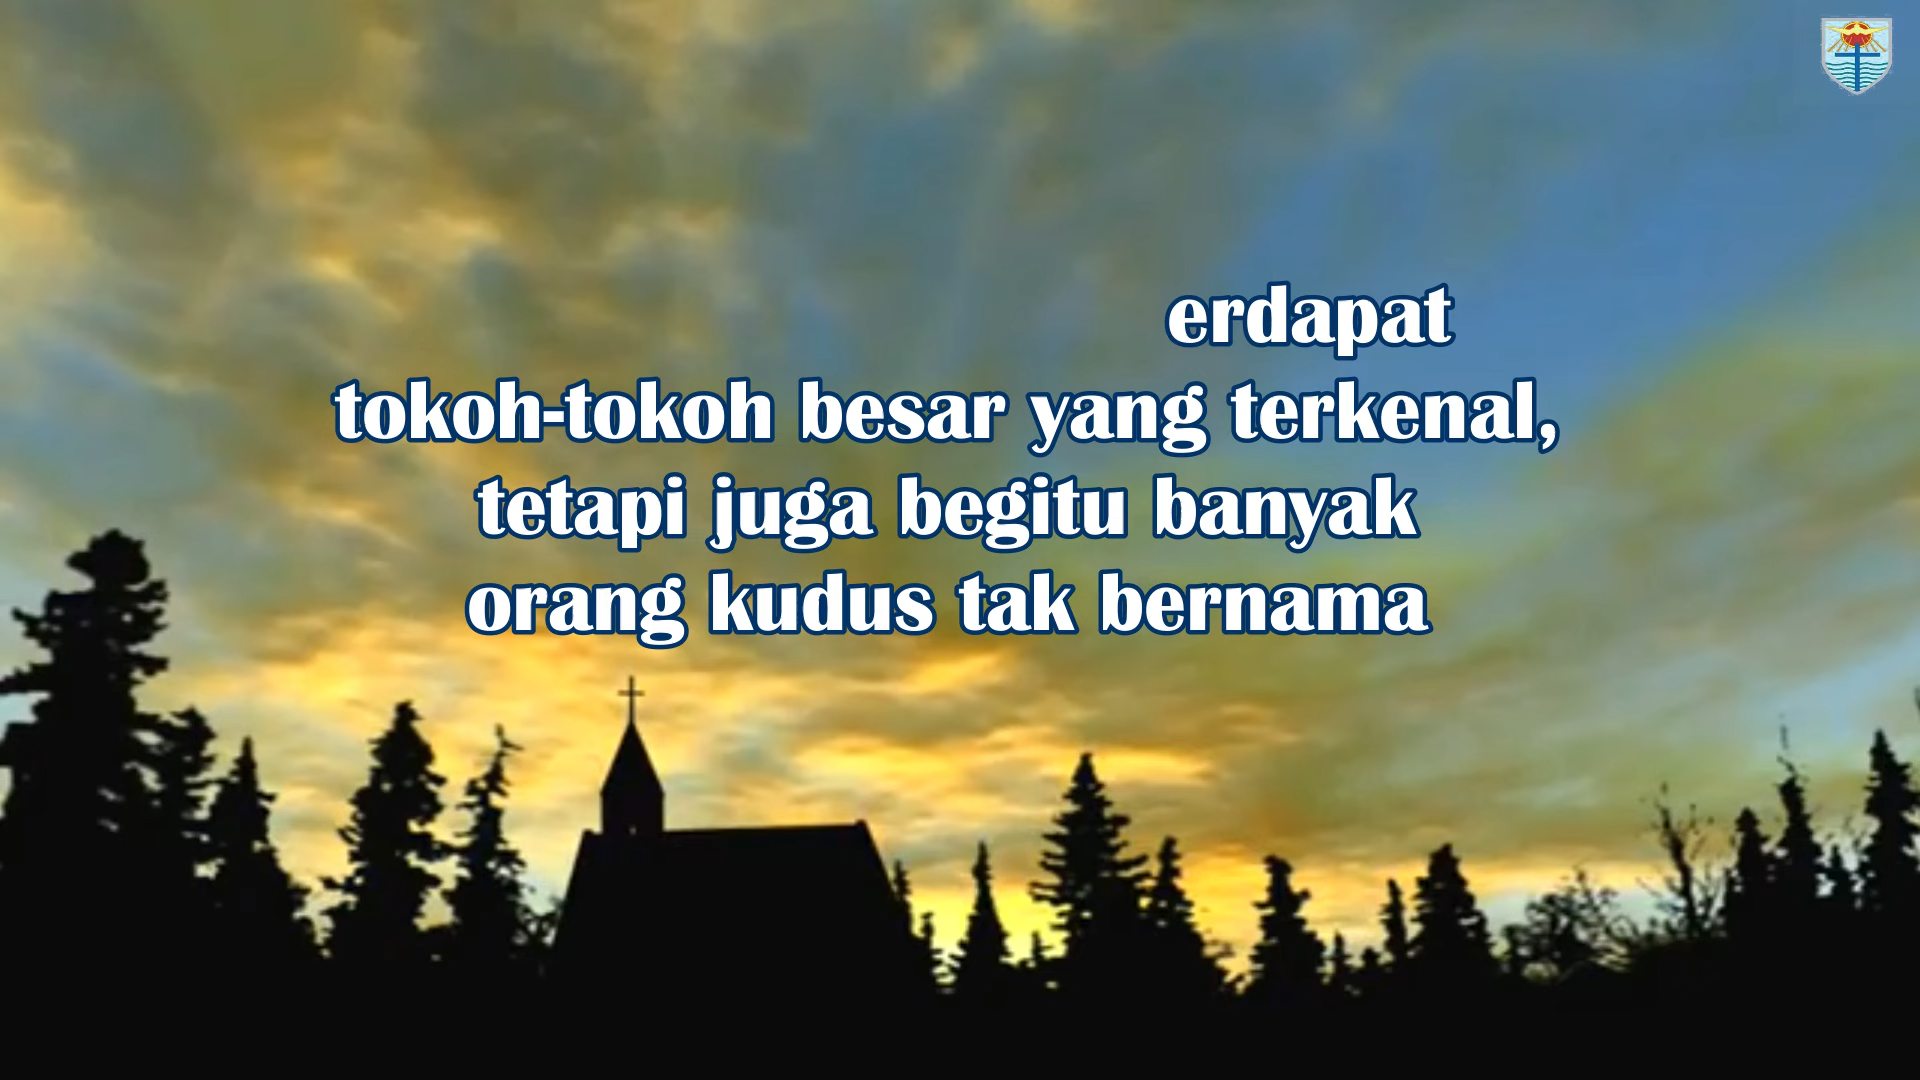 erdapat
tokoh-tokoh besar yang terkenal,
tetapi juga begitu banyak
orang kudus tak bernama